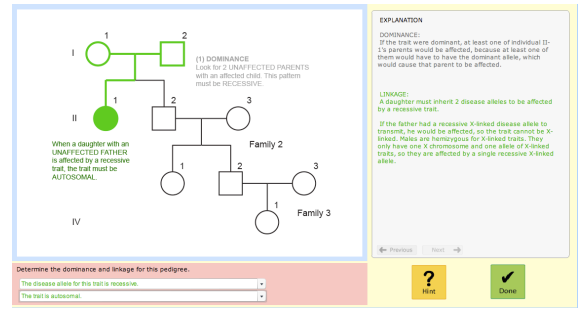 I
1
2
(1) DOMINANCE
Look for 2 UNAFFECTED PARENTS
with an affected child. This pattern
must be RECESSIVE.
II
1
2
3
When a daughter with an
UNAFFECTED FATHER
is affected by a recessive
trait, the trait must be
AUTOSOMAL.
Family 2
1
2
3
Family 3
1
IV
EXPLANATION
DOMINANCE:
If the trait were dominant, at least one of individual II-
1's parents would be affected, because at least one of
them would have to have the dominant allele, which
would cause that parent to be affected.
LINKAGE:
A daughter must inherit 2 disease alleles to be affected
by a recessive trait.
If the father had a recessive X-linked disease allele to
transmit, he would be affected, so the trait cannot be X-
linked. Males are hemizygous for X-linked traits. They
only have one X chromosome and one allele of X-linked
traits, so they are affected by a single recessive X-linked
allele.
Previous Next
Determine the dominance and linkage for this pedigree.
The disease allele for this trait is recessive.
The trait is autosomal.
?
Hint
Done